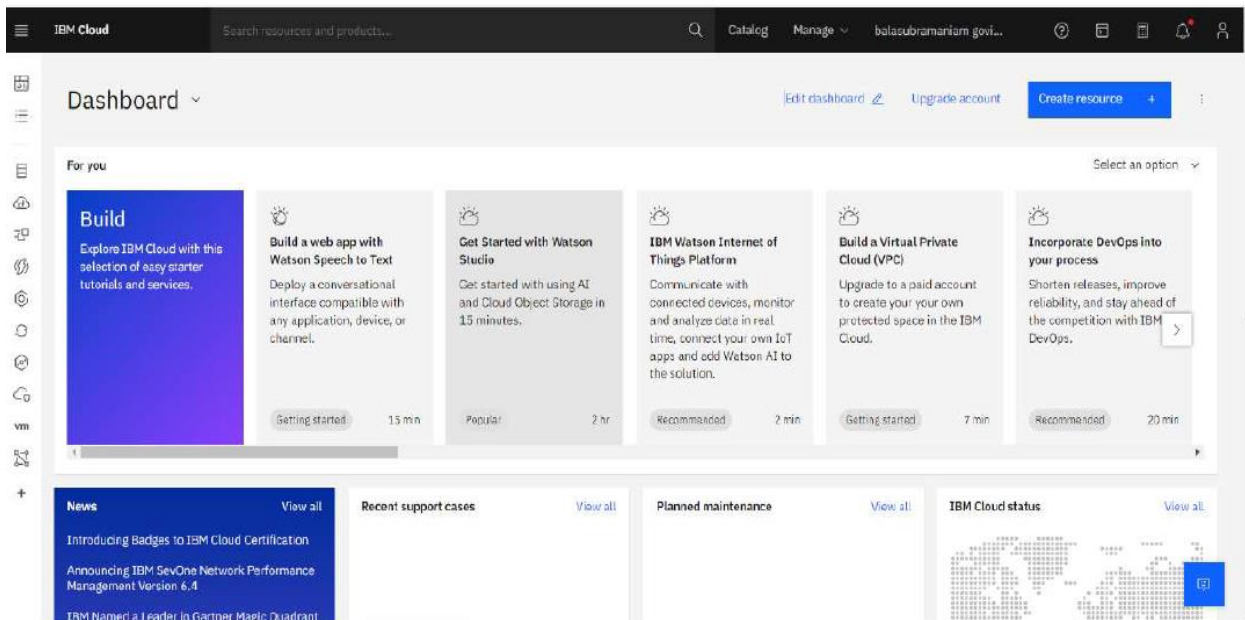 IBM Cloud
Search resources and products...
Catalog
Manage
balasubramaniam govi...
Dashboard
Edit dashboard
Upgrade account
Create resource +
For you
Select an option
Build
Explore IBM Cloud with this
selection of easy starter
tutorials and services.
Build a web app with
Watson Speech to Text
Deploy a conversational
interface compatible with
any application, device, or
channel.
Getting started 15 min
Get Started with Watson
Studio
Get started with using AI
and Cloud Object Storage in
15 minutes.
Popular 2 hr
IBM Watson Internet of
Things Platform
Communicate with
connected devices, monitor
and analyze data in real
time, connect your own IoT
apps and add Watson AI to
the solution.
Recommended 2 min
Build a Virtual Private
Cloud (VPC)
Upgrade to a paid account
to create your your own
protected space in the IBM
Cloud.
Getting started 7 min
Incorporate DevOps into
your process
Shorten releases, improve
reliability, and stay ahead of
the competition with IBM
DevOps.
Recommended 20 min
vm
News View all
Introducing Badges to IBM Cloud Certification
Announcing IBM SevOne Network Performance
Management Version 6.4
IBM Named a Leader in Gartner Magic Quadrant
Recent support cases View all
Planned maintenance View all
IBM Cloud status View all